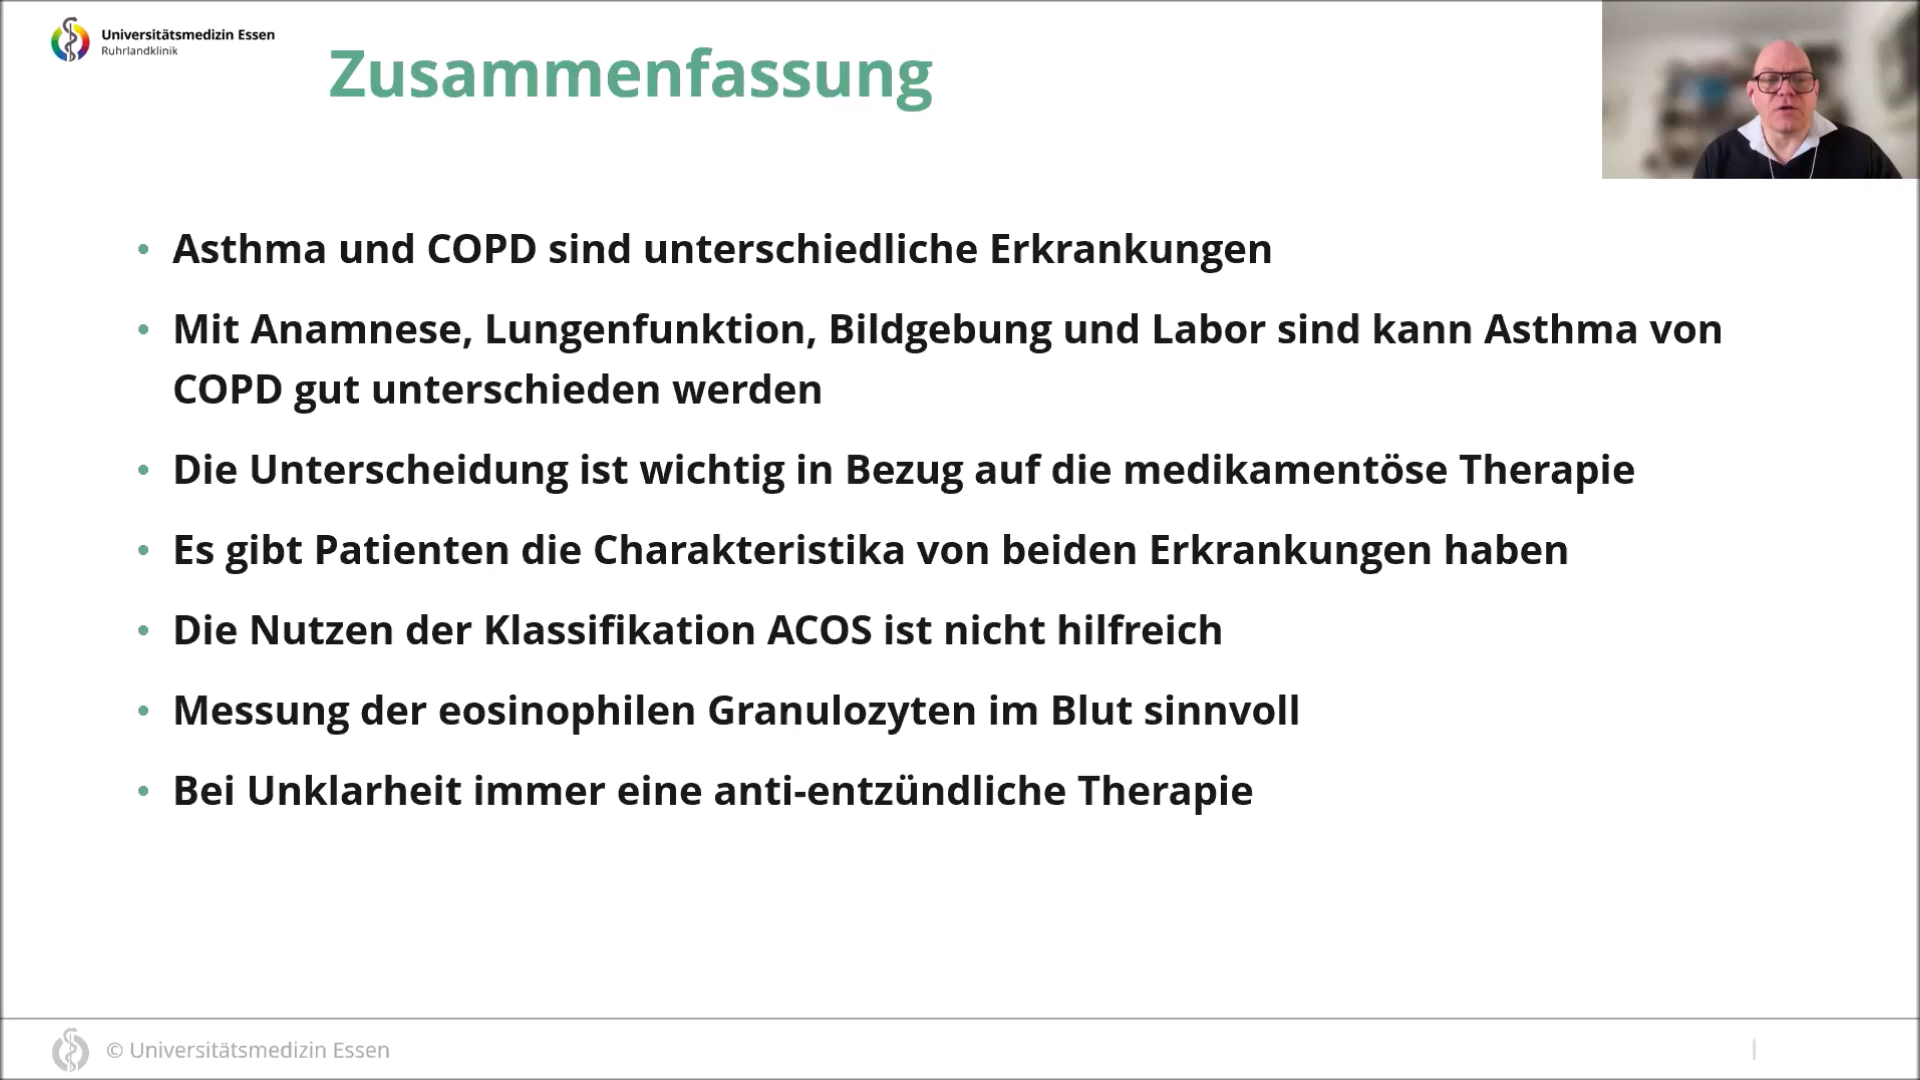 Universitätsmedizin Essen
Ruhrlandklinik
Zusammenfassung
• Asthma und COPD sind unterschiedliche Erkrankungen
• Mit Anamnese, Lungenfunktion, Bildgebung und Labor sind kann Asthma von
COPD gut unterschieden werden
• Die Unterscheidung ist wichtig in Bezug auf die medikamentöse Therapie
• Es gibt Patienten die Charakteristika von beiden Erkrankungen haben
• Die Nutzen der Klassifikation ACOS ist nicht hilfreich
• Messung der eosinophilen Granulozyten im Blut sinnvoll
• Bei Unklarheit immer eine anti-entzündliche Therapie
© Universitätsmedizin Essen